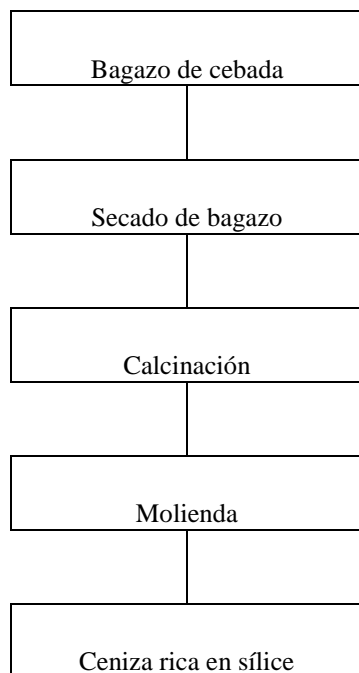 Bagazo de cebada
Secado de bagazo
Calcinación
Molienda
Ceniza rica en sílice